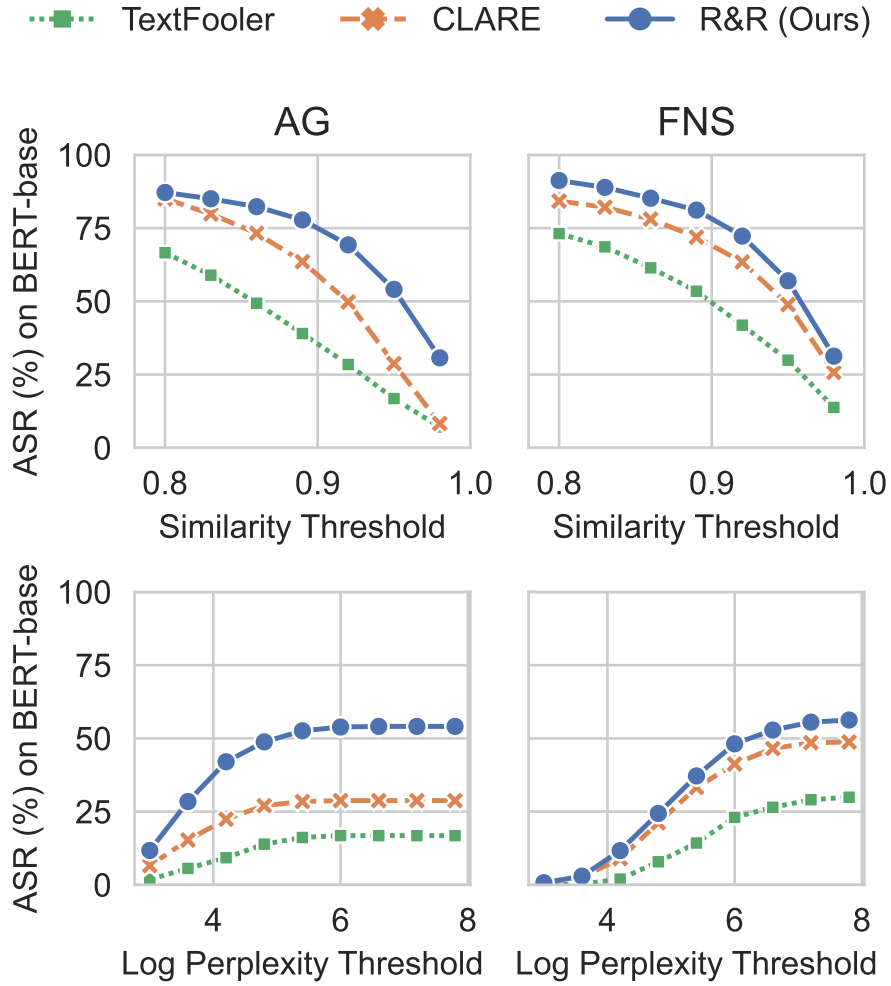 TextFooler CLARE R&R (Ours)
AG FNS
ASR (%) on BERT-base
100
75
50
25
0
0.8 0.9 1.0 0.8 0.9 1.0
Similarity Threshold Similarity Threshold
ASR (%) on BERT-base
100
75
50
25
0
4 6 8 4 6 8
Log Perplexity Threshold Log Perplexity Threshold